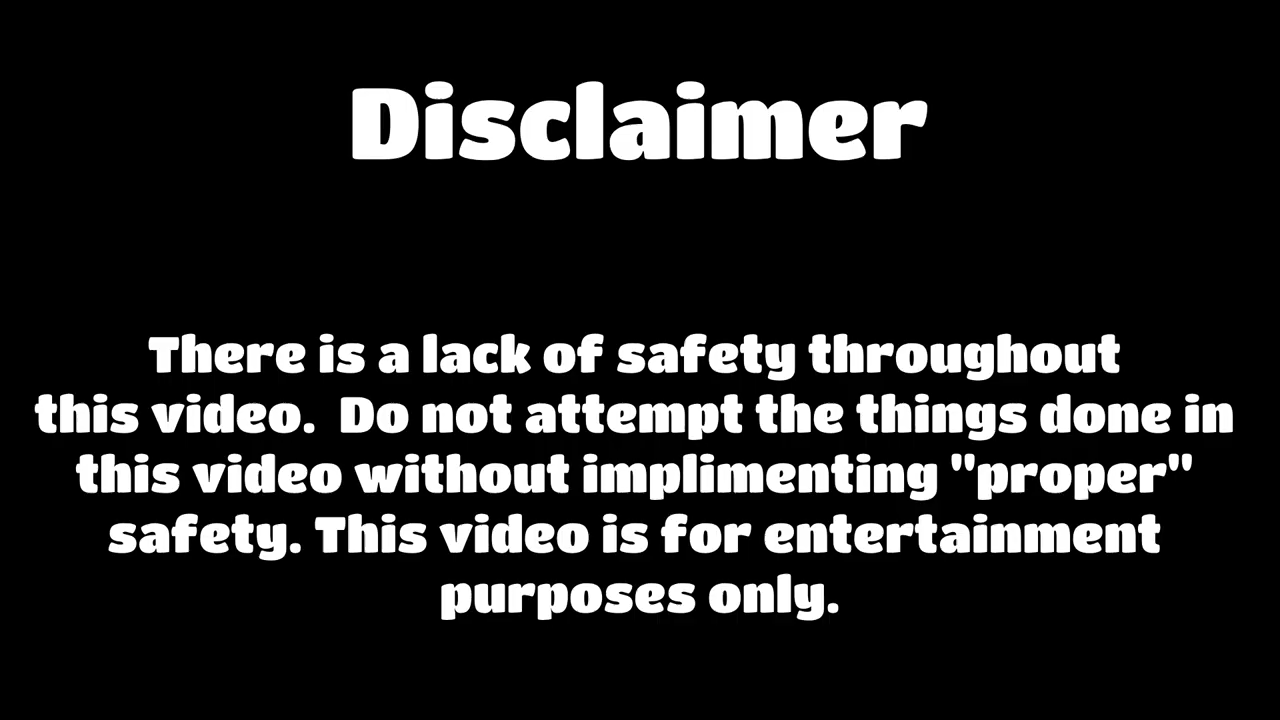 Disclaimer
There is a lack of safety throughout
this video.  Do not attempt the things done in
this video without implimenting "proper"
safety. This video is for entertainment
purposes only.